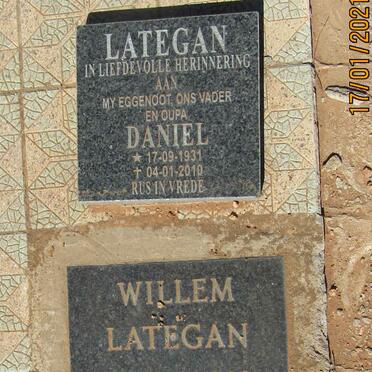 LATEGAN
IN LIEFDEVOLLE HERINNERING
AAN
MY EGGENOOT, ONS VADER
EN OUPA
DANIEL
★ 17-09-1931
✝ 04-01-2010
RUS IN VREDE
WILLEM
LATEGAN
17/01/2021